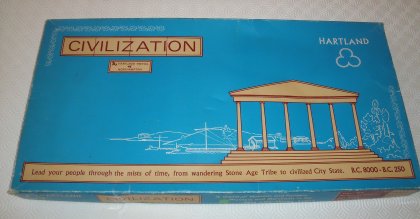 CIVILIZATION
HARTLAND
Lead your people through the mists of time, from wandering Stone Age Tribe to civilized City State. B.C. 8000 - B.C. 250
CIVILIZATION